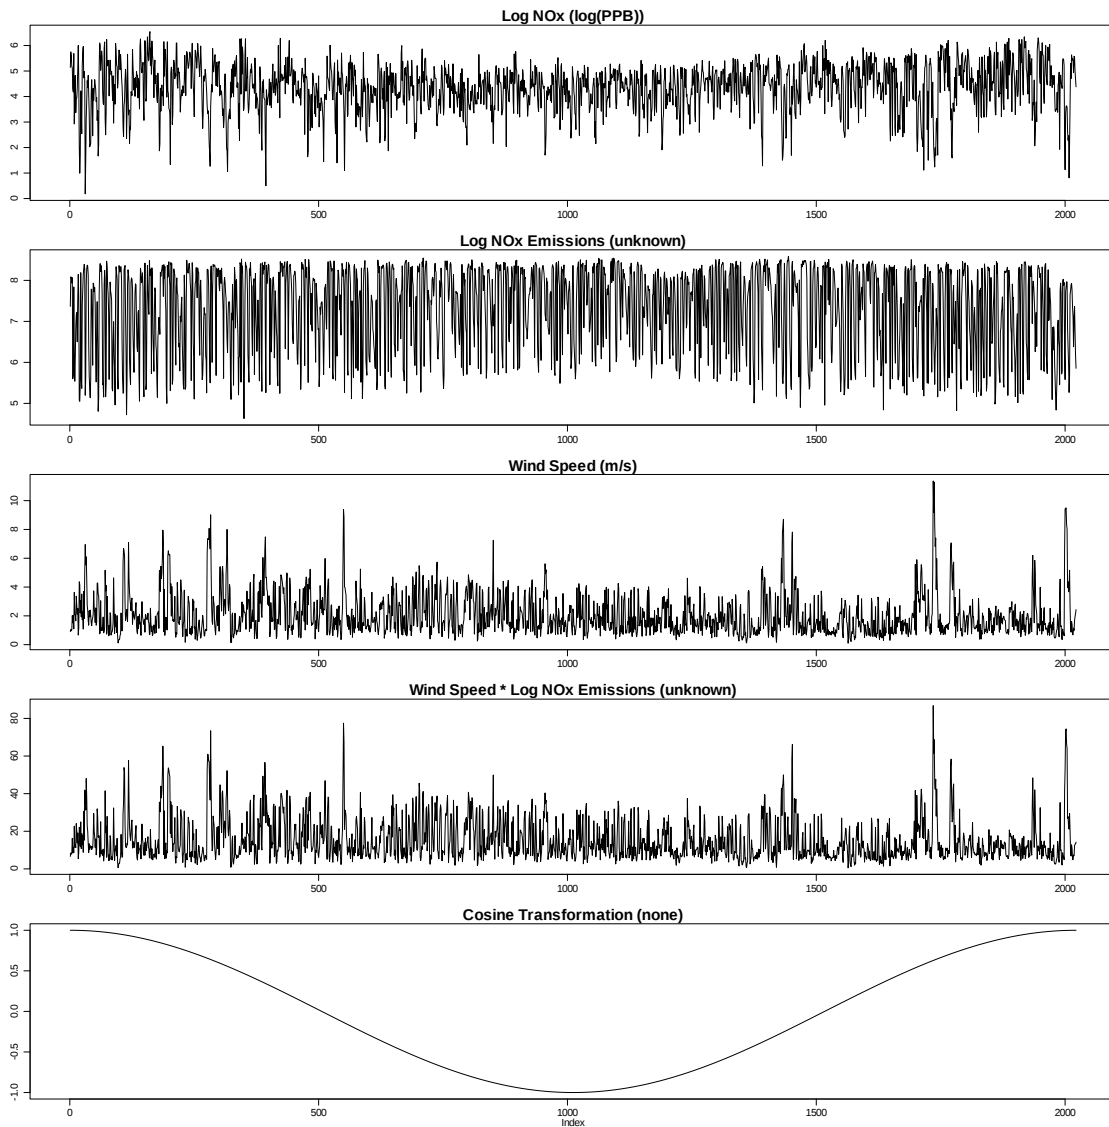 Log NOx (log(PPB))
6
5
4
3
2
1
0
0 500 1000 1500 2000
Log NOx Emissions (unknown)
8
7
6
5
0 500 1000 1500 2000
Wind Speed (m/s)
10
8
6
4
2
0
0 500 1000 1500 2000
Wind Speed * Log NOx Emissions (unknown)
80
60
40
20
0
0 500 1000 1500 2000
Cosine Transformation (none)
1.0
0.5
0.0
-0.5
-1.0
0 500 1000 1500 2000
Index